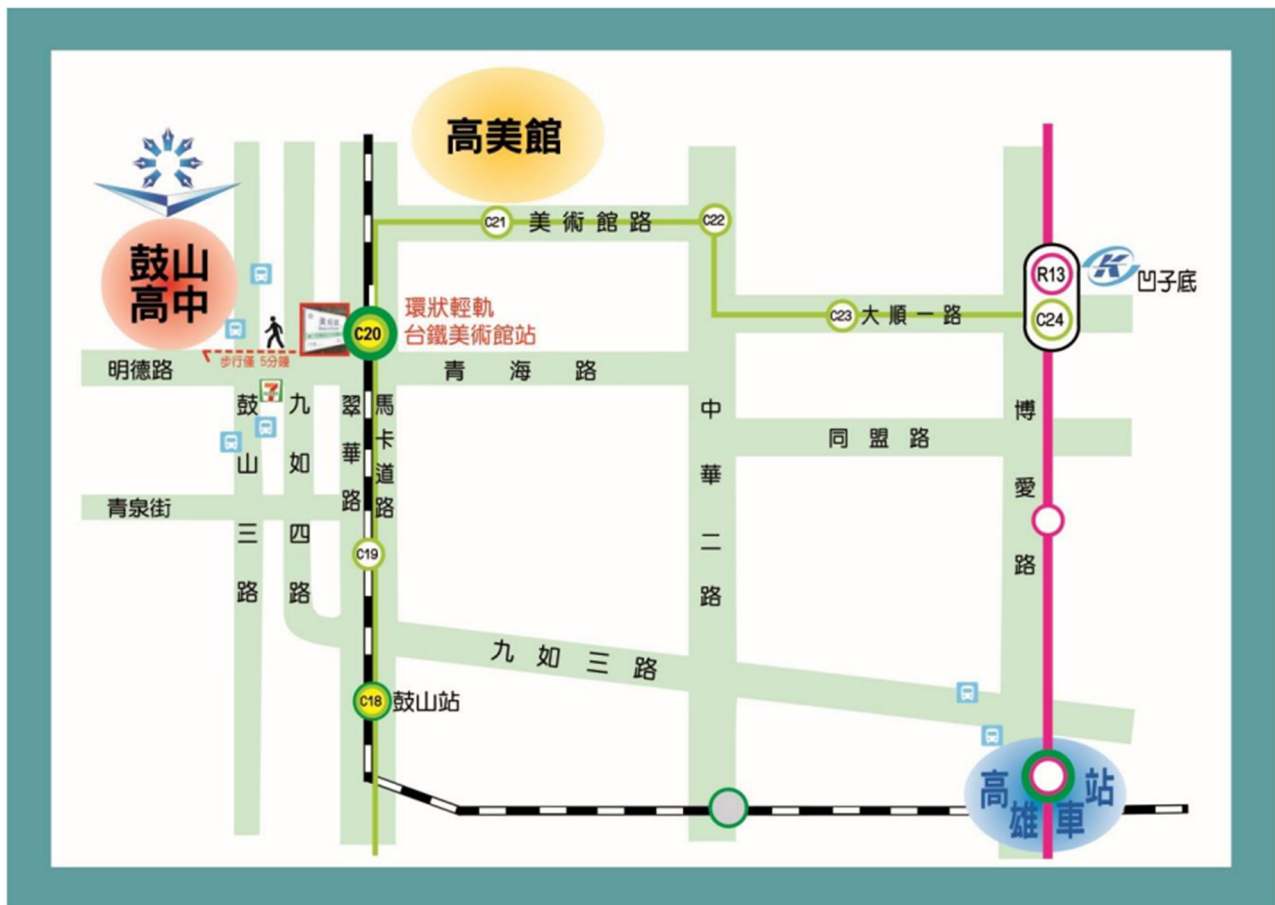 高美館
鼓山
高中
C21
美術館路
C22
R13
凹子底
C24
C23
大順一路
C20
環狀輕軌
台鐵美術館站
步行僅 5分鐘
明德路
青海路
7
鼓山三路
九如四路
翠華路
馬卡道路
中華二路
同盟路
博愛路
青泉街
C19
九如三路
C18
鼓山站
高雄車站